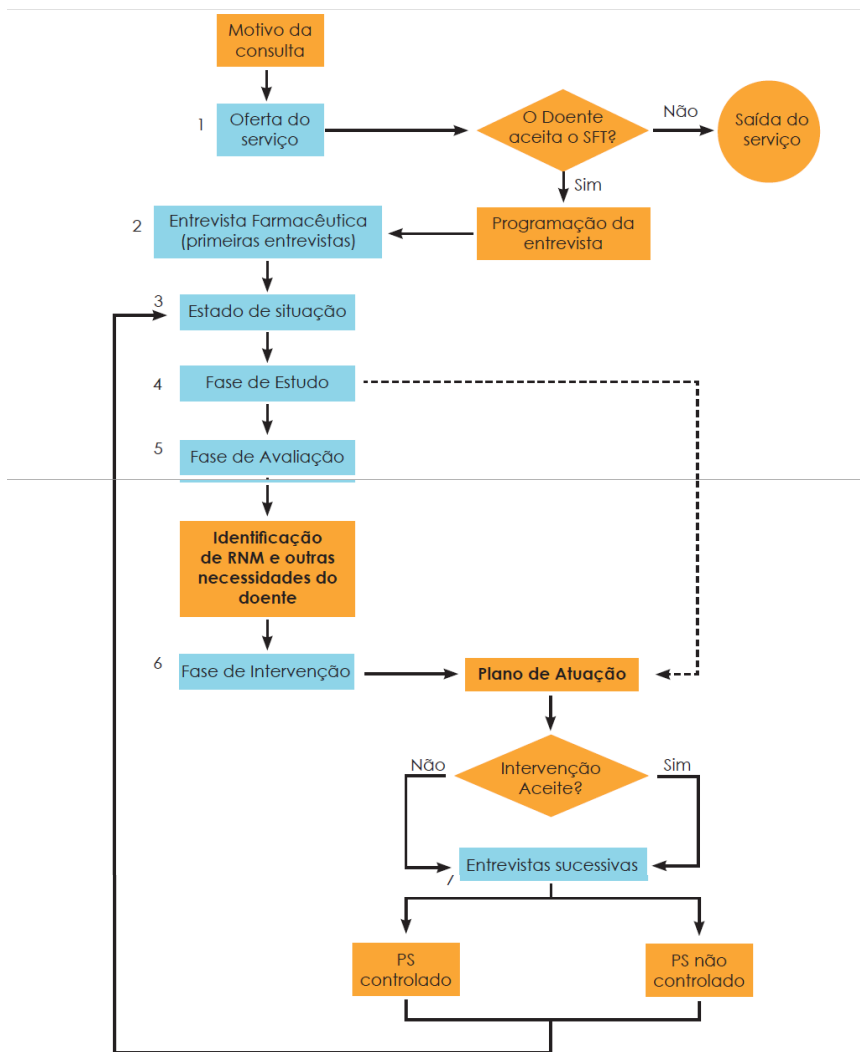 Motivo da
consulta
1
Oferta do
serviço
O Doente
aceita o SFT?
Não
Saída do
serviço
Sim
2
Entrevista Farmacêutica
(primeiras entrevistas)
Programação da
entrevista
3
Estado de situação
4
Fase de Estudo
5
Fase de Avaliação
Identificação
de RNM e outras
necessidades do
doente
6
Fase de Intervenção
Plano de Atuação
Não
Intervenção
Aceite?
Sim
Entrevistas sucessivas
PS
controlado
PS não
controlado